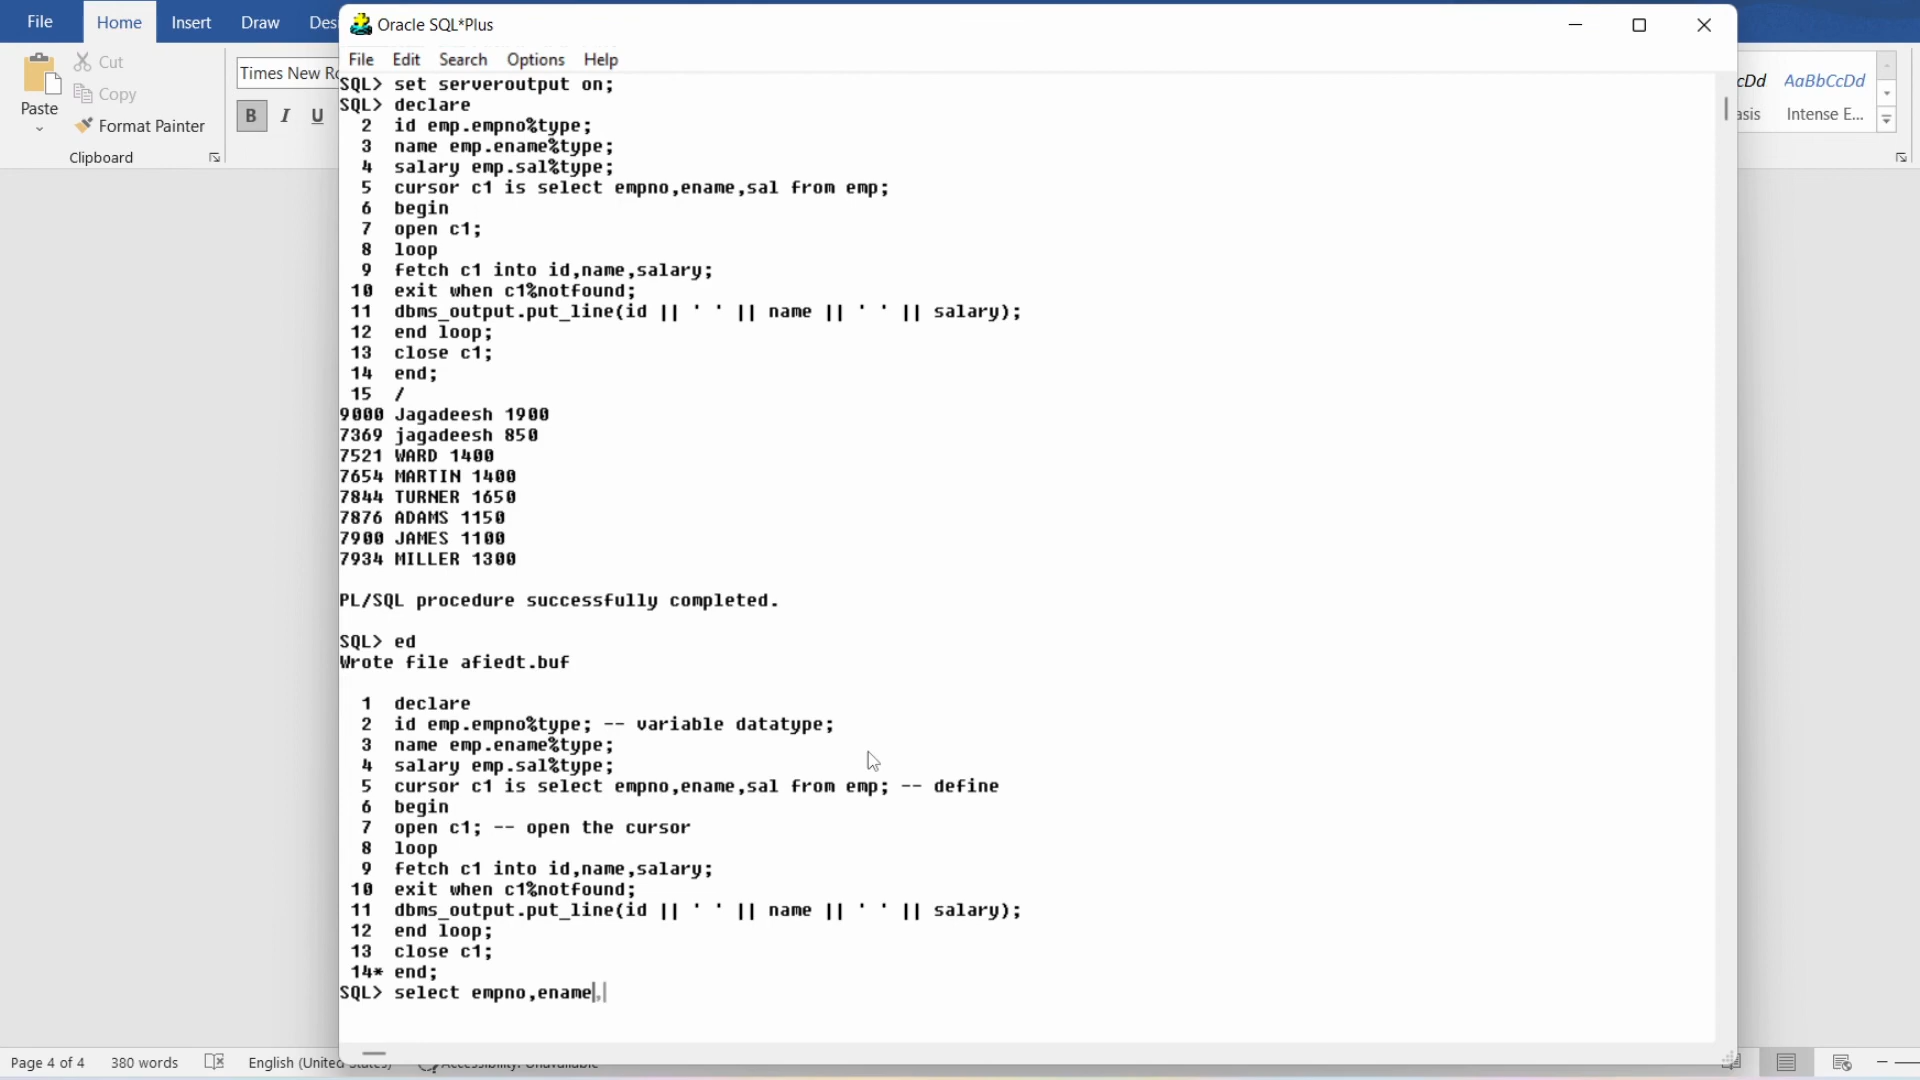 File Home Insert Draw
Oracle SQL*Plus
File Edit Search Options Help
Paste
Cut
Copy
Format Painter
Clipboard
Times New
B I U
AaBbCcDd
Intense E...
SQL> set serveroutput on;
SQL> declare
2 id emp.empno%type;
3 name emp.ename%type;
4 salary emp.sal%type;
5 cursor c1 is select empno,ename,sal from emp;
6 begin
7 open c1;
8 loop
9 fetch c1 into id,name,salary;
10 exit when c1%notfound;
11 dbms_output.put_line(id || ' ' || name || ' ' || salary);
12 end loop;
13 close c1;
14 end;
15 /
9000 Jagadeesh 1900
7369 jagadeesh 850
7521 WARD 1400
7654 MARTIN 1400
7844 TURNER 1650
7876 ADAMS 1150
7900 JAMES 1100
7934 MILLER 1300
PL/SQL procedure successfully completed.
SQL> ed
Wrote file afiedt.buf
1 declare
2 id emp.empno%type; -- variable datatype;
3 name emp.ename%type;
4 salary emp.sal%type;
5 cursor c1 is select empno,ename,sal from emp; -- define
6 begin
7 open c1; -- open the cursor
8 loop
9 fetch c1 into id,name,salary;
10 exit when c1%notfound;
11 dbms_output.put_line(id || ' ' || name || ' ' || salary);
12 end loop;
13 close c1;
14* end;
SQL> select empno,ename,
Page 4 of 4 380 words English (United States) Accessibility: Unavailable